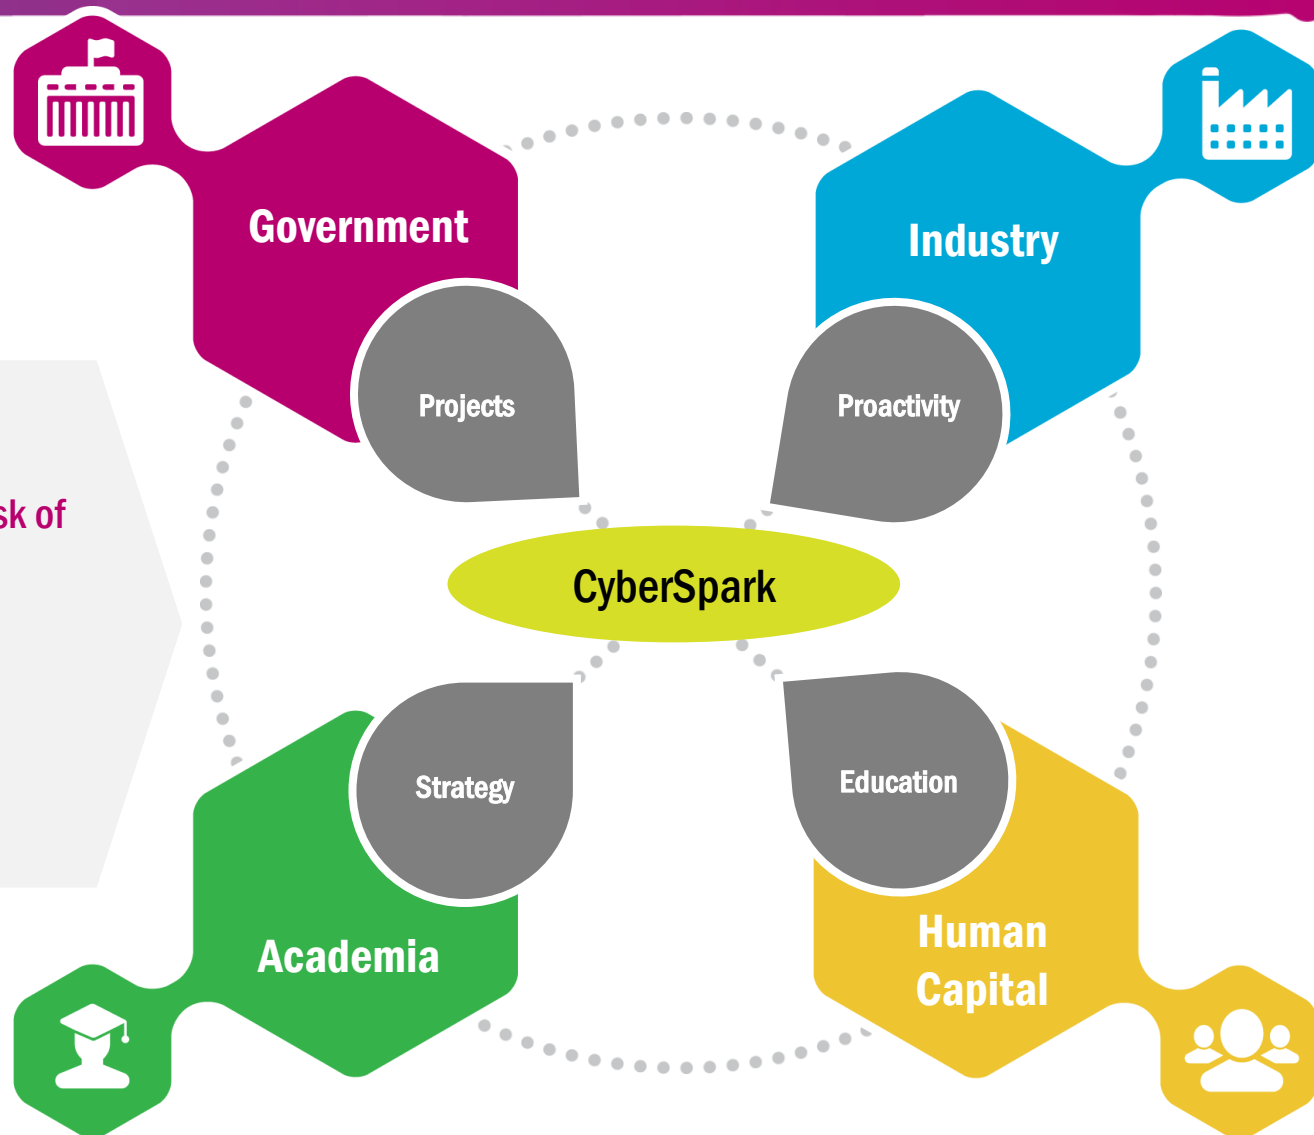 Government
Industry
Projects
Proactivity
sk of
CyberSpark
Strategy
Education
Academia
Human
Capital